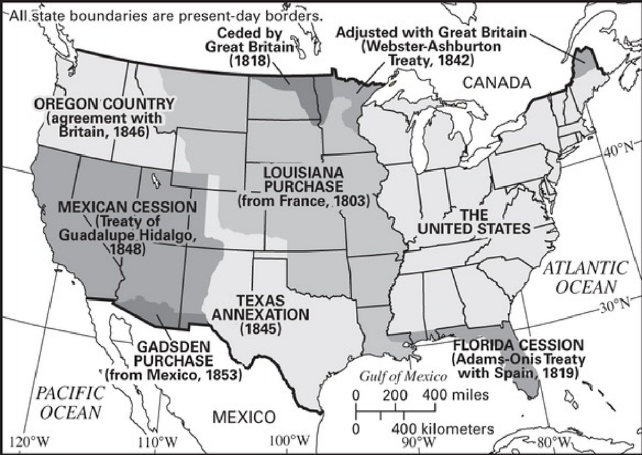 All state boundaries are present-day borders.
Ceded by
Great Britain
(1818)
Adjusted with Great Britain
(Webster-Ashburton
Treaty, 1842)
CANADA
OREGON COUNTRY
(agreement with
Britain, 1846)
40°N
LOUISIANA
PURCHASE
(from France, 1803)
MEXICAN CESSION
(Treaty of
Guadalupe Hidalgo,
1848)
THE
UNITED STATES
ATLANTIC
OCEAN
30°N
TEXAS
ANNEXATION
(1845)
GADSDEN
PURCHASE
(from Mexico, 1853)
FLORIDA CESSION
(Adams-Onis Treaty
with Spain, 1819)
Gulf of Mexico
PACIFIC
OCEAN
MEXICO
0 200 400 miles
0 400 kilometers
120°W 110°W 100°W 90°W 80°W